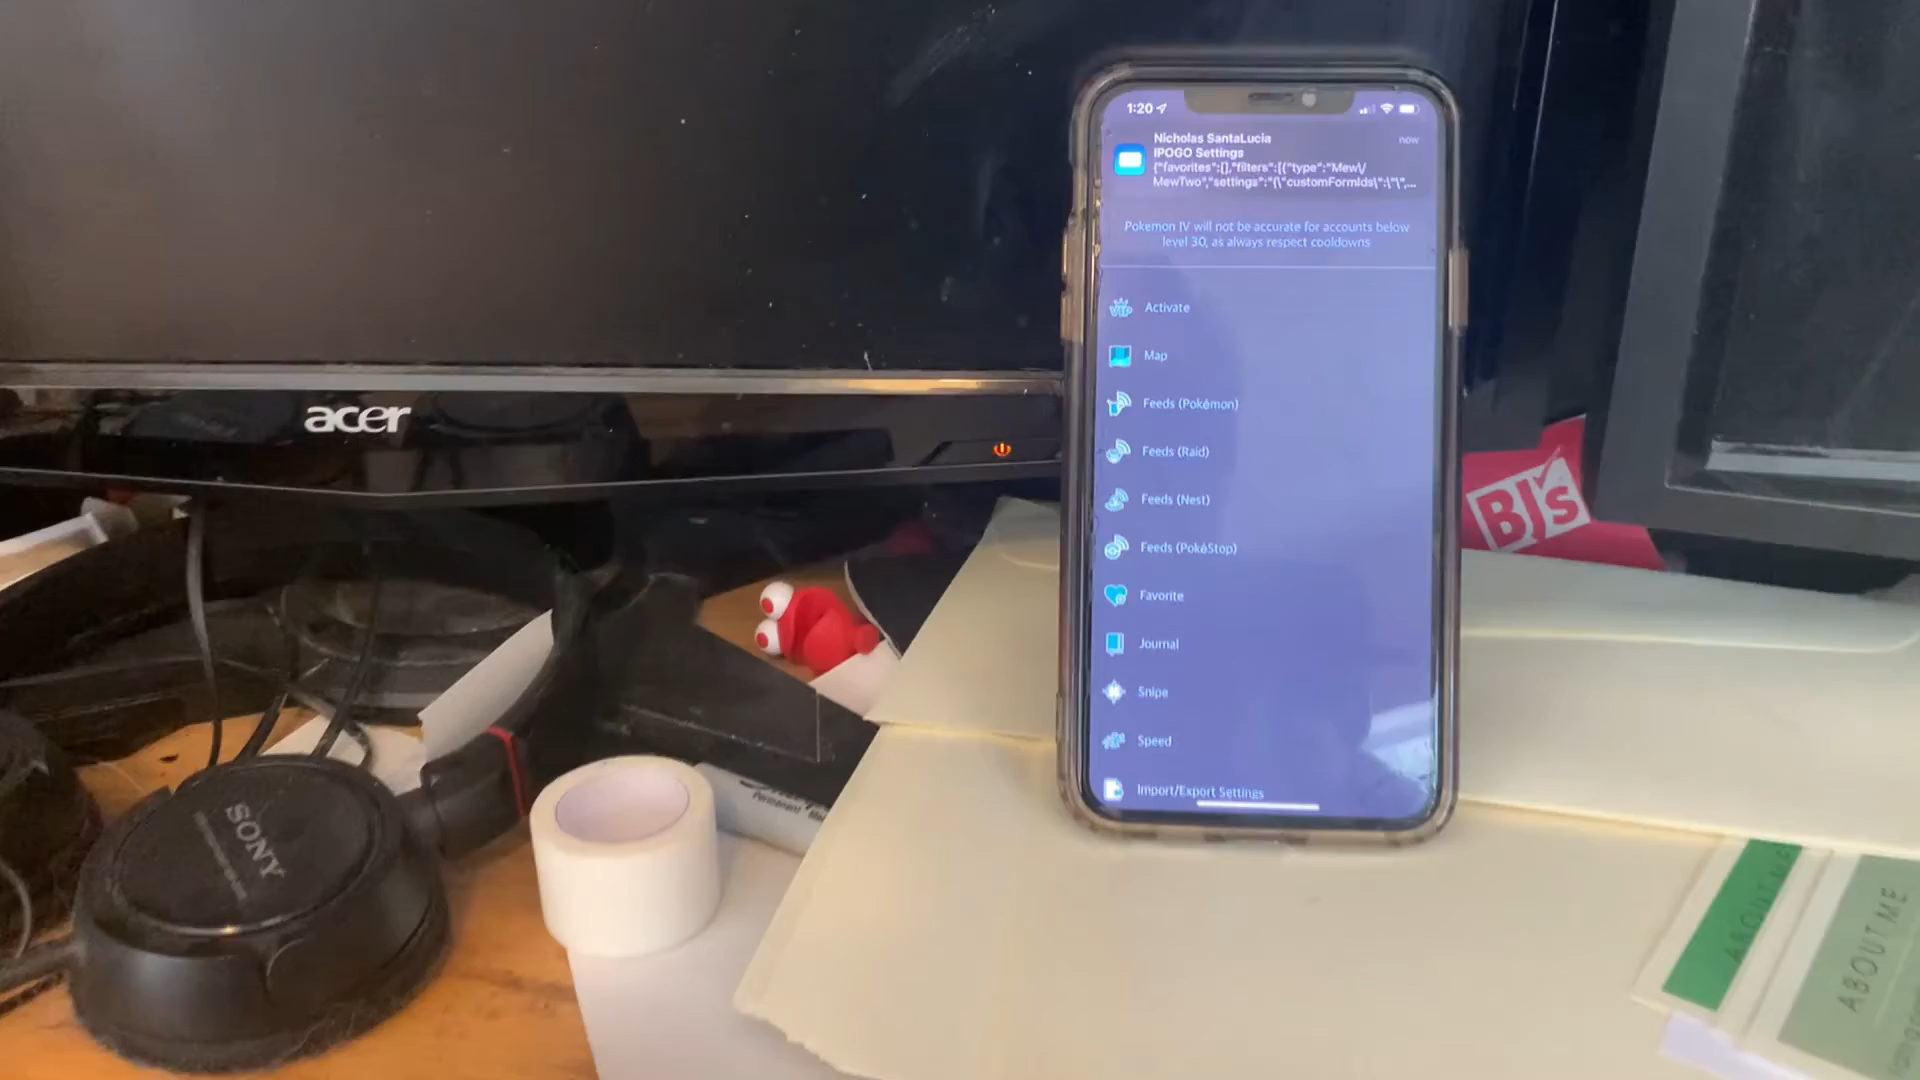 acer
1:20
Nicholas SantaLucia
now
IPOGO Settings
{"favorites":[],"filters":[{"type":"Mew\/
MewTwo","settings":"{\"customFormIds\":\"\",...
Pokemon IV will not be accurate for accounts below
level 30, as always respect cooldowns
VIP
Activate
Map
Feeds (Pokémon)
Feeds (Raid)
Feeds (Nest)
Feeds (PokéStop)
Favorite
Journal
Snipe
Speed
Import/Export Settings
BJ's
SONY
Permanent
ABOUT ME
ABOUT ME